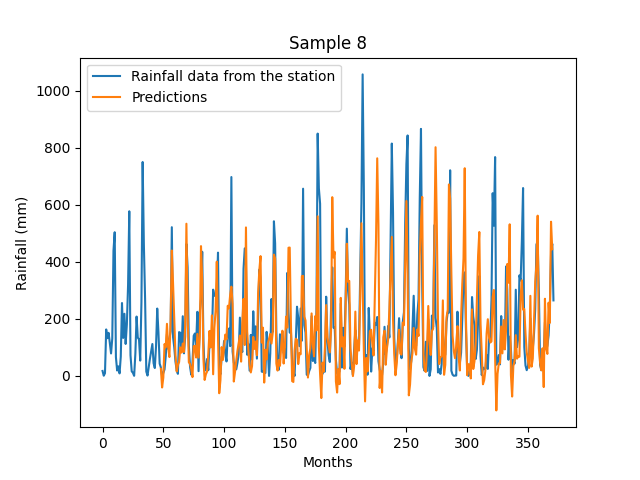 Sample 8
Rainfall data from the station
Predictions
Rainfall (mm)
1000
800
600
400
200
0
0 50 100 150 200 250 300 350
Months